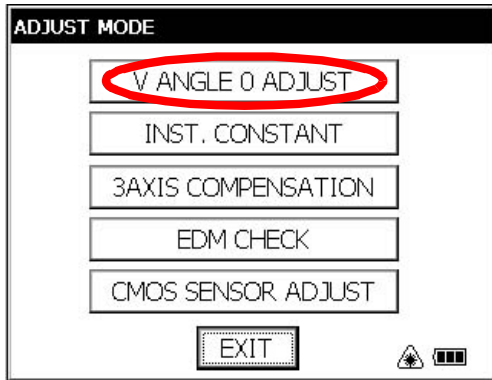 ADJUST MODE
V ANGLE 0 ADJUST
INST. CONSTANT
3AXIS COMPENSATION
EDM CHECK
CMOS SENSOR ADJUST
EXIT